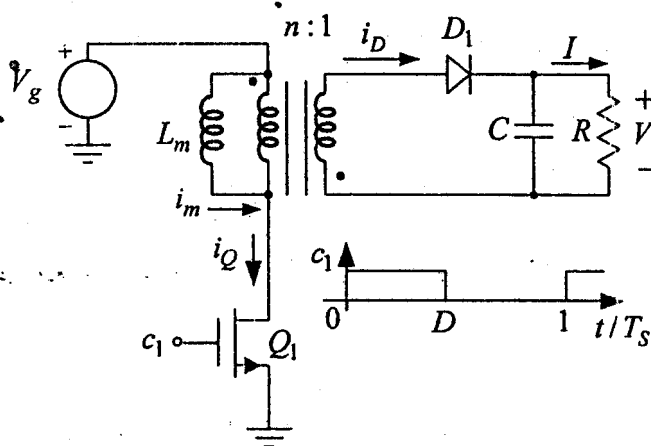 n : 1
i_D
D_1
I
+
V_g
−
L_m
C
R
+
V
−
i_m
i_Q
c_1
0
D
1
t / T_S
c_1
Q_1